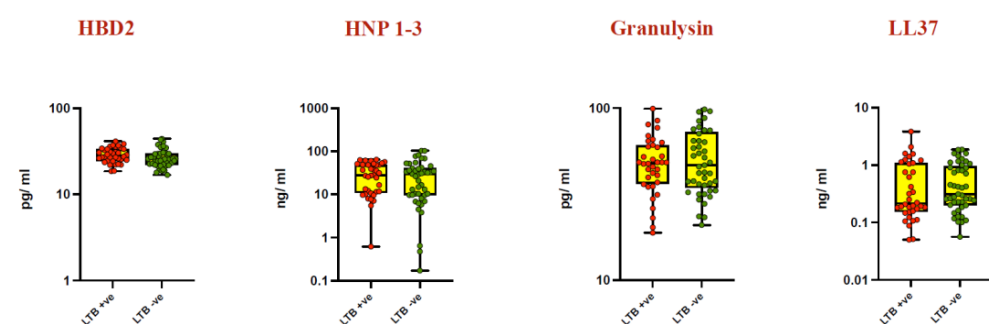 HBD2
HNP 1-3
Granulysin
LL37
100
10
1
pg/ ml
LTB +ve
LTB -ve
1000
100
10
1
0.1
ng/ ml
LTB +ve
LTB -ve
100
10
pg/ ml
LTB +ve
LTB -ve
10
1
0.1
0.01
ng/ ml
LTB +ve
LTB -ve